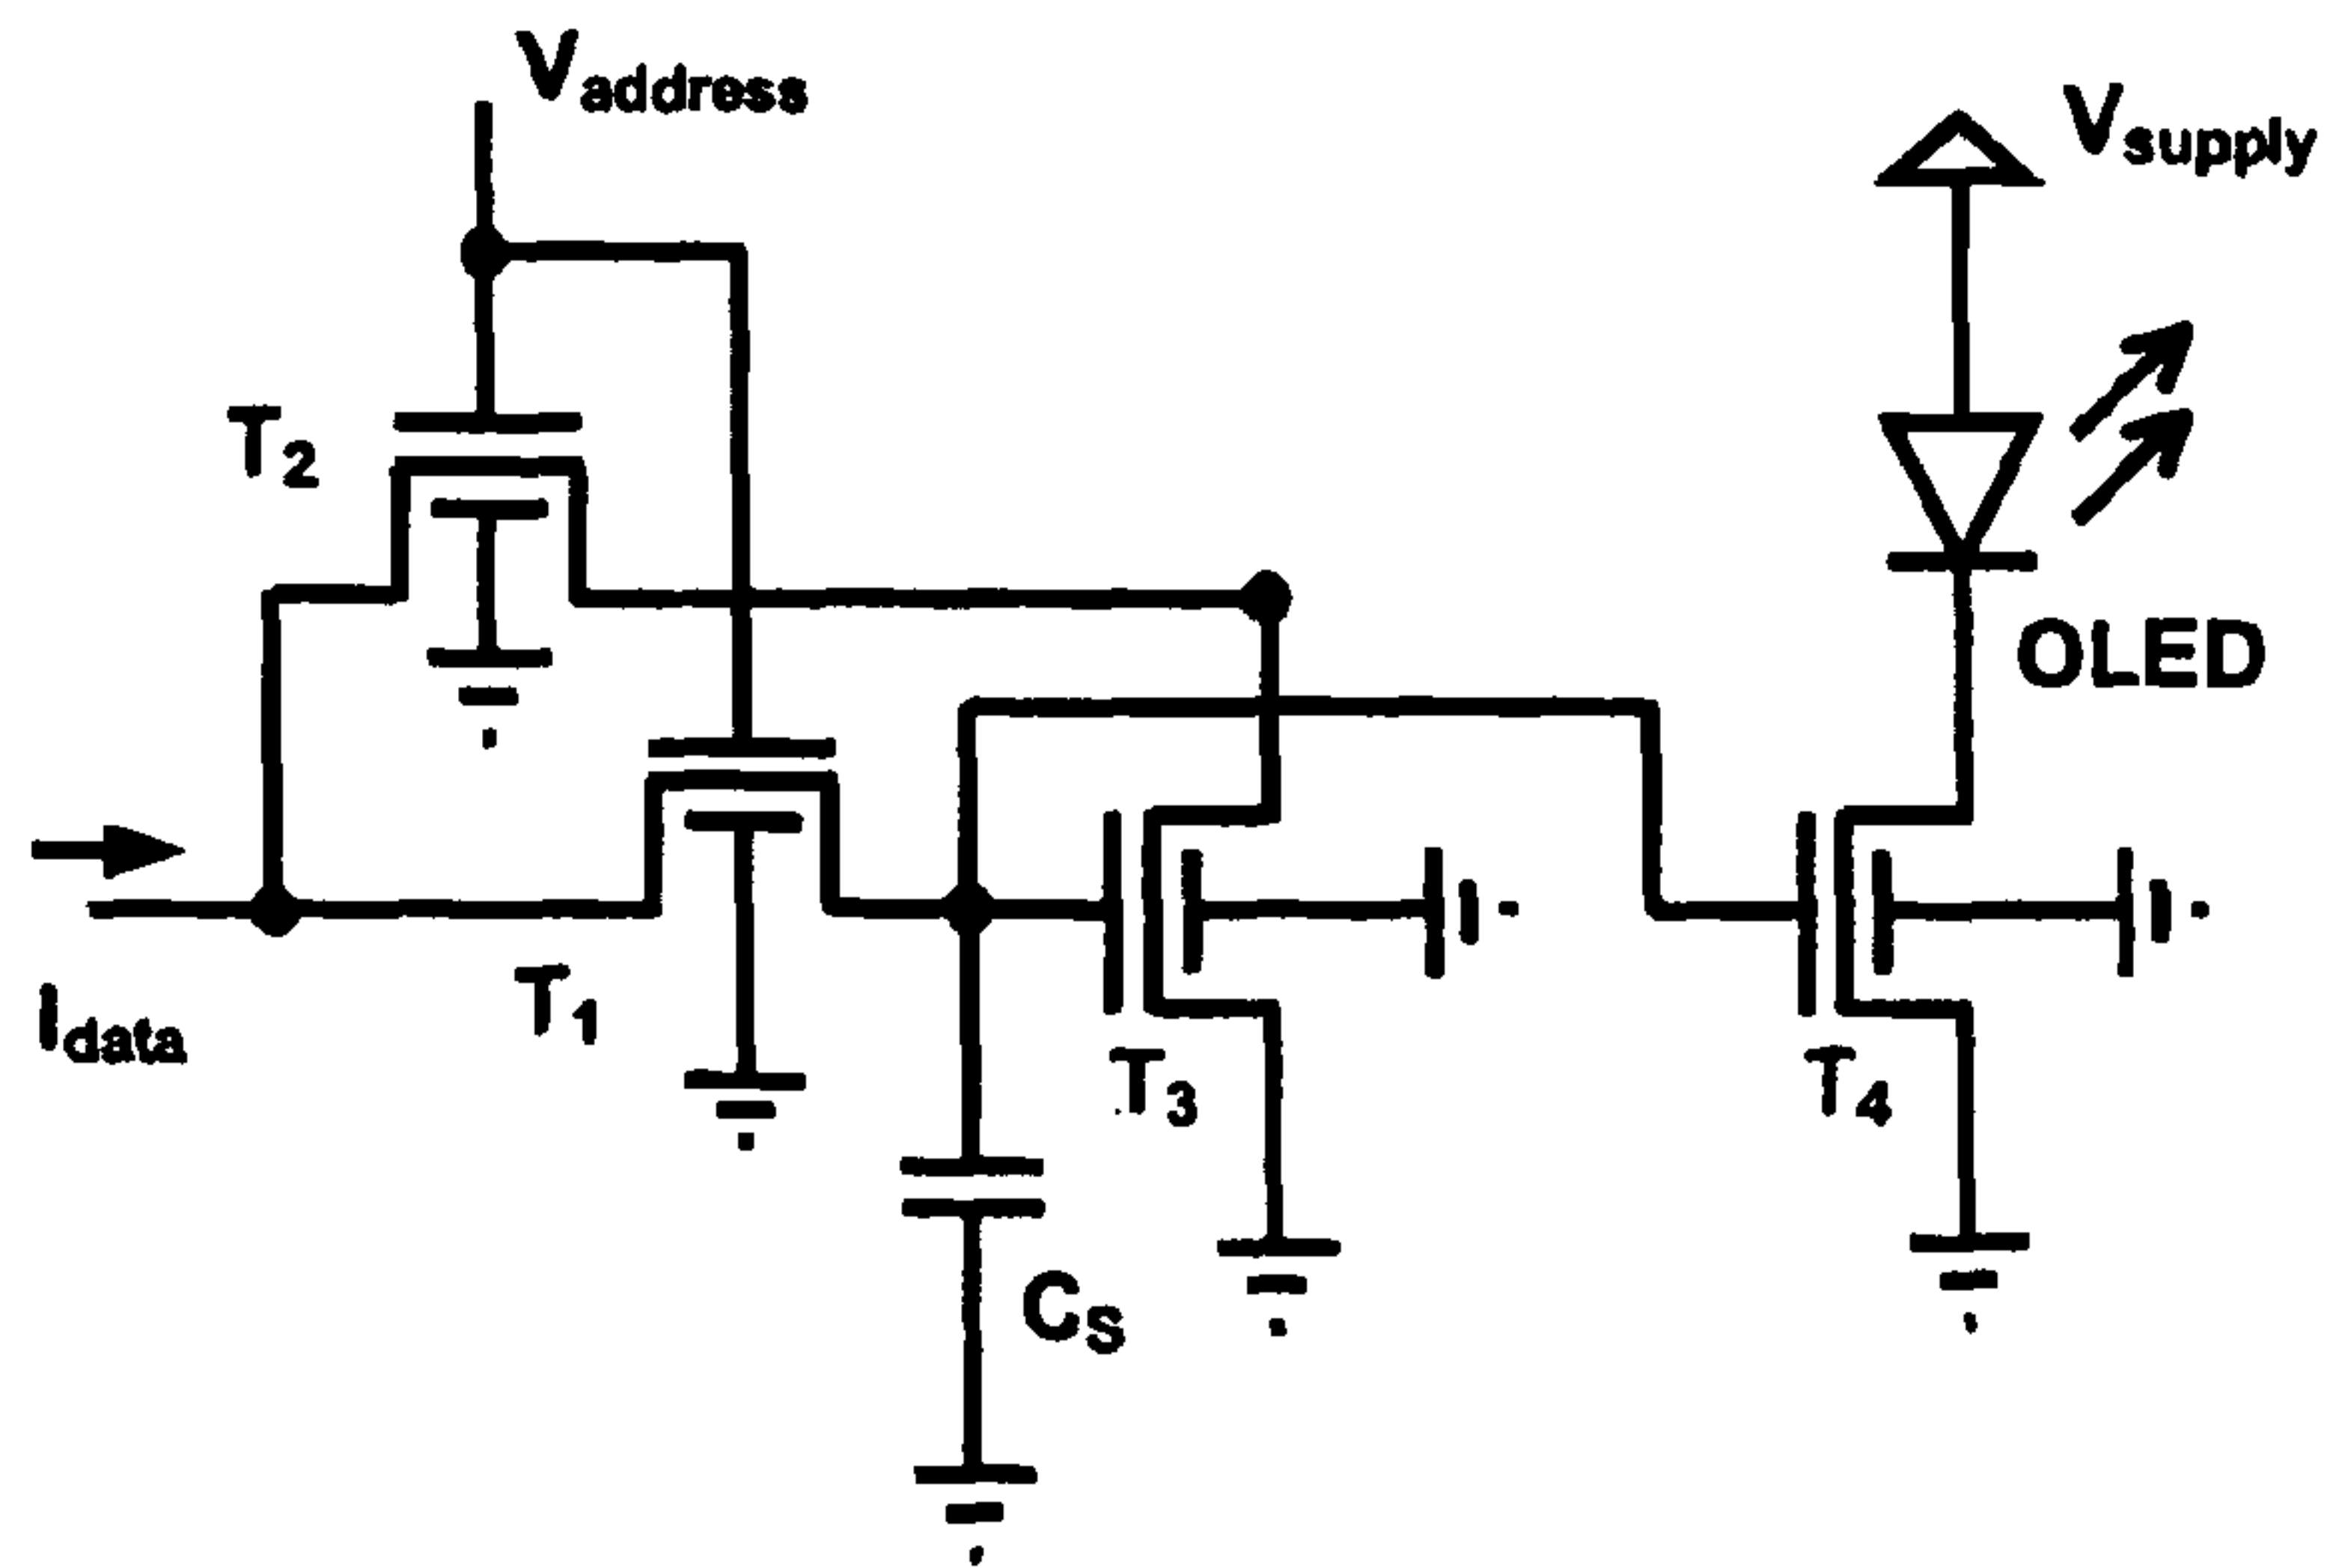 Vaddress
Vsupply
T2
OLED
Idata
T1
T3
T4
Cs